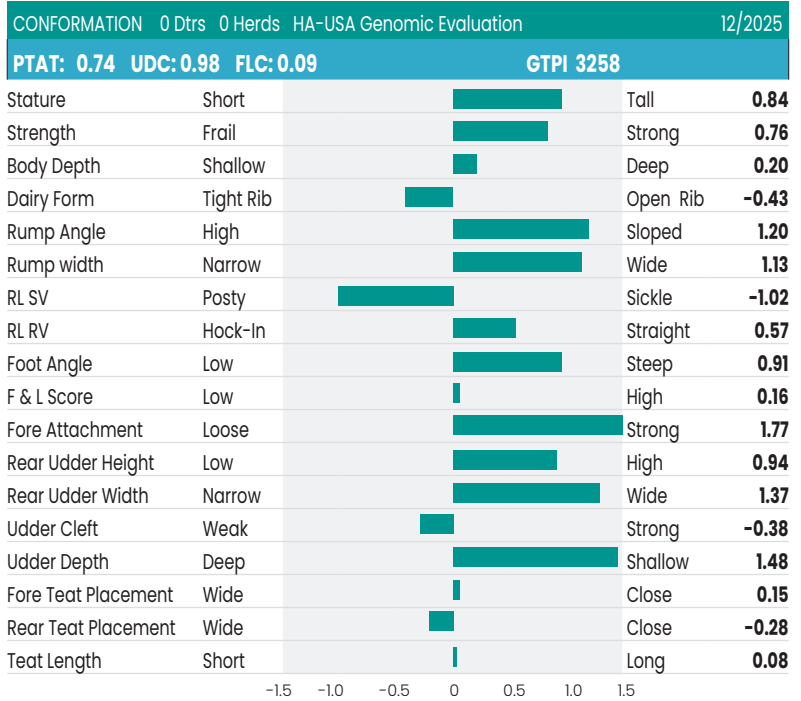 CONFORMATION 0 Dtrs 0 Herds HA-USA Genomic Evaluation 12/2025
PTAT: 0.74 UDC: 0.98 FLC: 0.09 GTPI 3258
Stature Short Tall 0.84
Strength Frail Strong 0.76
Body Depth Shallow Deep 0.20
Dairy Form Tight Rib Open Rib -0.43
Rump Angle High Sloped 1.20
Rump width Narrow Wide 1.13
RL SV Posty Sickle -1.02
RL RV Hock-In Straight 0.57
Foot Angle Low Steep 0.91
F & L Score Low High 0.16
Fore Attachment Loose Strong 1.77
Rear Udder Height Low High 0.94
Rear Udder Width Narrow Wide 1.37
Udder Cleft Weak Strong -0.38
Udder Depth Deep Shallow 1.48
Fore Teat Placement Wide Close 0.15
Rear Teat Placement Wide Close -0.28
Teat Length Short Long 0.08
-1.5 -1.0 -0.5 0 0.5 1.0 1.5